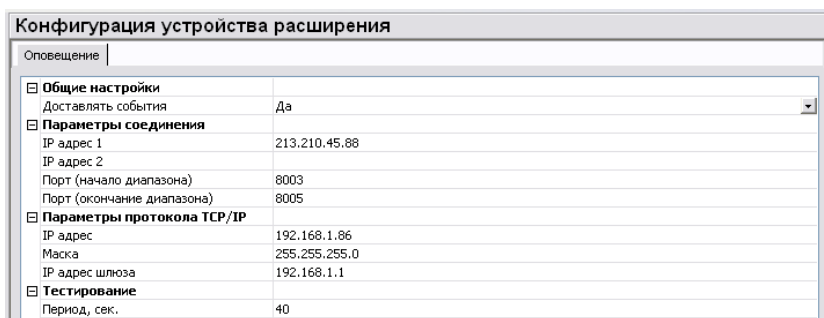 Конфигурация устройства расширения
Оповещение
Общие настройки
Доставлять события Да
Параметры соединения
IP адрес 1 213.210.45.88
IP адрес 2
Порт (начало диапазона) 8003
Порт (окончание диапазона) 8005
Параметры протокола TCP/IP
IP адрес 192.168.1.86
Маска 255.255.255.0
IP адрес шлюза 192.168.1.1
Тестирование
Период, сек. 40